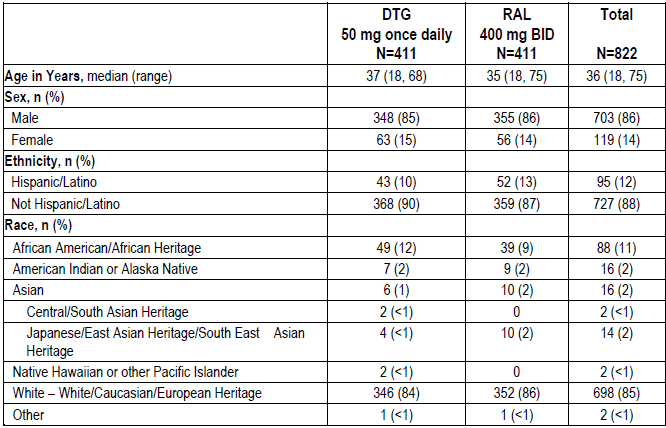 DTG
50 mg once daily
N=411
RAL
400 mg BID
N=411
Total
N=822
Age in Years, median (range) 37 (18, 68) 35 (18, 75) 36 (18, 75)
Sex, n (%)
Male 348 (85) 355 (86) 703 (86)
Female 63 (15) 56 (14) 119 (14)
Ethnicity, n (%)
Hispanic/Latino 43 (10) 52 (13) 95 (12)
Not Hispanic/Latino 368 (90) 359 (87) 727 (88)
Race, n (%)
African American/African Heritage 49 (12) 39 (9) 88 (11)
American Indian or Alaska Native 7 (2) 9 (2) 16 (2)
Asian 6 (1) 10 (2) 16 (2)
Central/South Asian Heritage 2 (<1) 0 2 (<1)
Japanese/East Asian Heritage/South East Asian 4 (<1) 10 (2) 14 (2)
Heritage
Native Hawaiian or other Pacific Islander 2 (<1) 0 2 (<1)
White – White/Caucasian/European Heritage 346 (84) 352 (86) 698 (85)
Other 1 (<1) 1 (<1) 2 (<1)